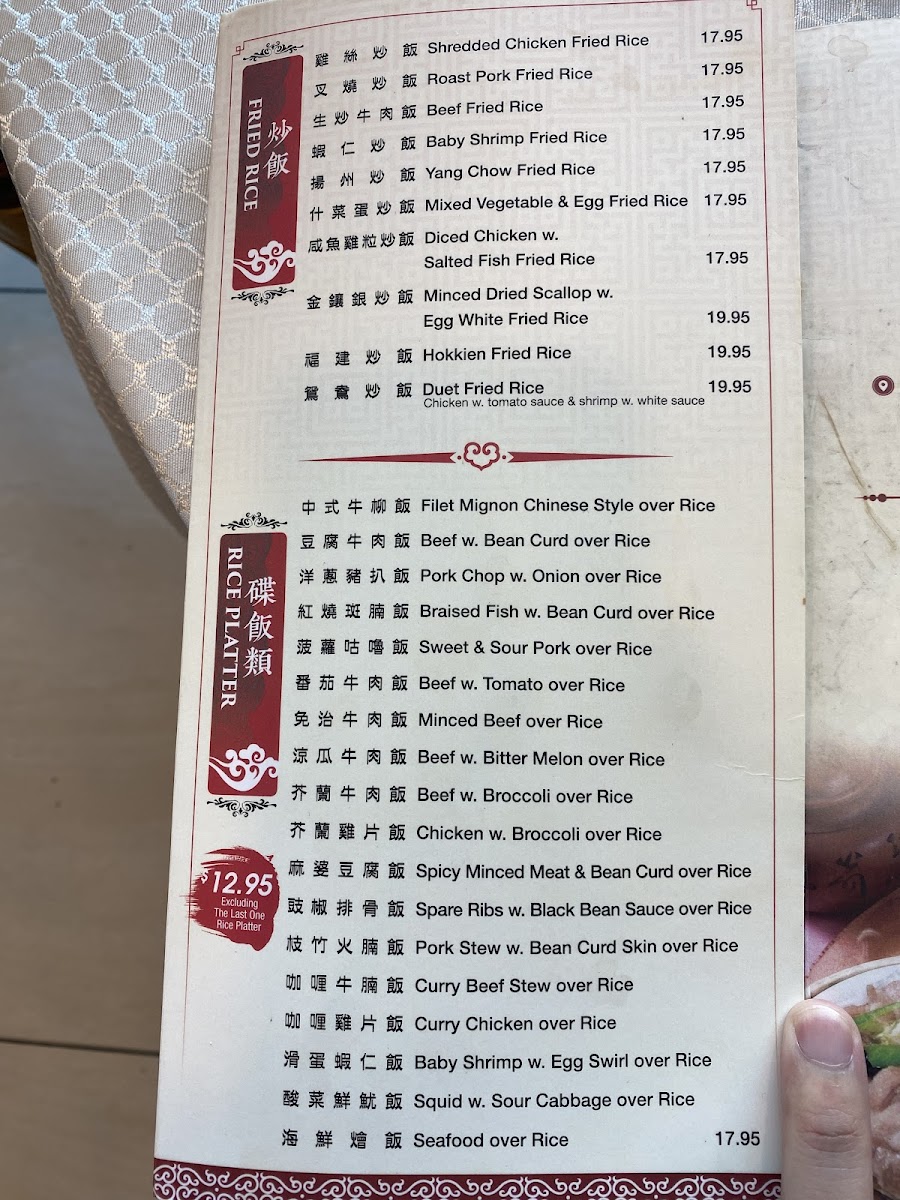 炒飯
FRIED RICE
雞絲炒飯 Shredded Chicken Fried Rice 17.95
叉燒炒飯 Roast Pork Fried Rice 17.95
生炒牛肉飯 Beef Fried Rice 17.95
蝦仁炒飯 Baby Shrimp Fried Rice 17.95
揚州炒飯 Yang Chow Fried Rice 17.95
什菜蛋炒飯 Mixed Vegetable & Egg Fried Rice 17.95
咸魚雞粒炒飯 Diced Chicken w.
Salted Fish Fried Rice 17.95
金鑲銀炒飯 Minced Dried Scallop w.
Egg White Fried Rice 19.95
福建炒飯 Hokkien Fried Rice 19.95
鴛鴦炒飯 Duet Fried Rice 19.95
Chicken w. tomato sauce & shrimp w. white sauce
碟飯類
RICE PLATTER
中式牛柳飯 Filet Mignon Chinese Style over Rice
豆腐牛肉飯 Beef w. Bean Curd over Rice
洋蔥豬扒飯 Pork Chop w. Onion over Rice
紅燒斑腩飯 Braised Fish w. Bean Curd over Rice
菠蘿咕嚕飯 Sweet & Sour Pork over Rice
番茄牛肉飯 Beef w. Tomato over Rice
免治牛肉飯 Minced Beef over Rice
涼瓜牛肉飯 Beef w. Bitter Melon over Rice
芥蘭牛肉飯 Beef w. Broccoli over Rice
芥蘭雞片飯 Chicken w. Broccoli over Rice
麻婆豆腐飯 Spicy Minced Meat & Bean Curd over Rice
豉椒排骨飯 Spare Ribs w. Black Bean Sauce over Rice
枝竹火腩飯 Pork Stew w. Bean Curd Skin over Rice
咖喱牛腩飯 Curry Beef Stew over Rice
咖喱雞片飯 Curry Chicken over Rice
滑蛋蝦仁飯 Baby Shrimp w. Egg Swirl over Rice
酸菜鮮魷飯 Squid w. Sour Cabbage over Rice
海鮮燴飯 Seafood over Rice 17.95
$12.95
Excluding
The Last One
Rice Platter